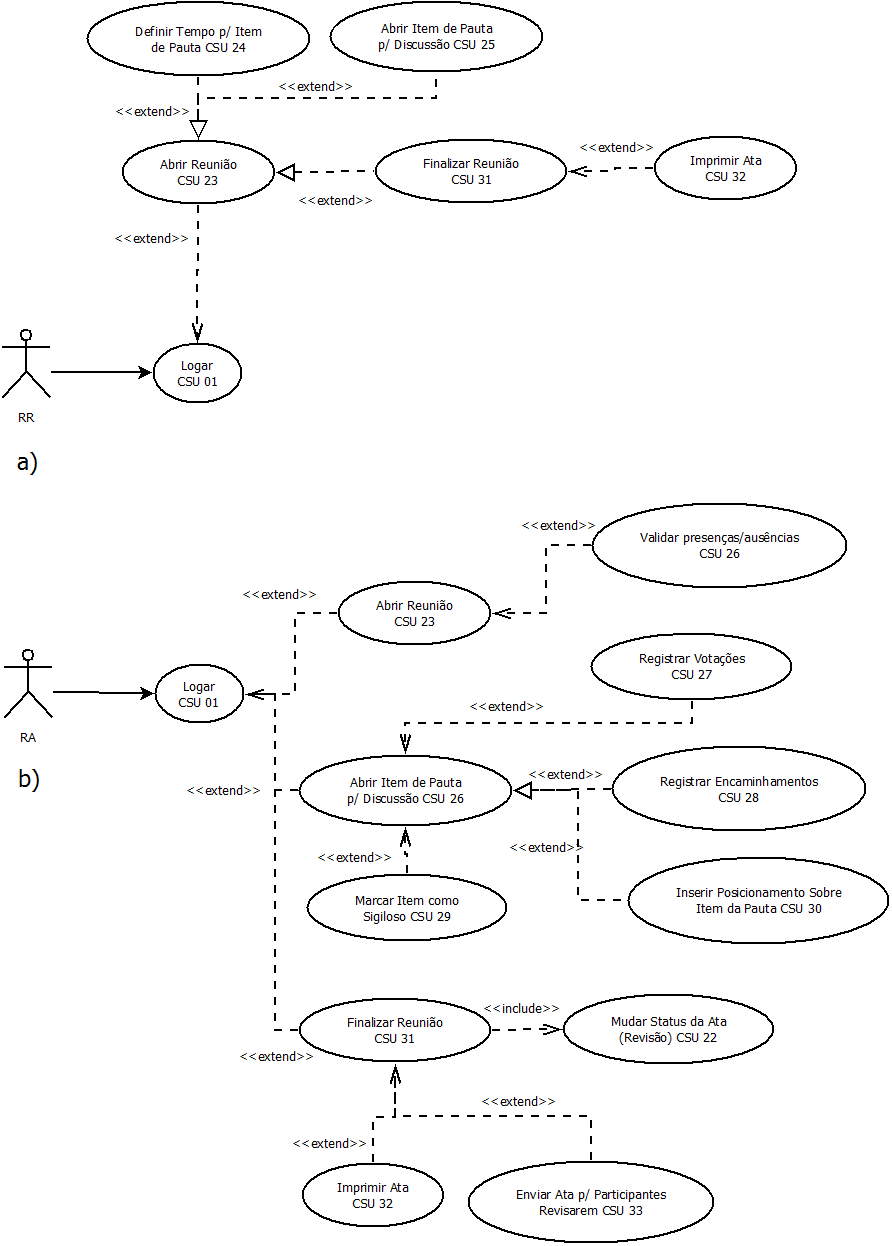 Definir Tempo p/ Item
de Pauta CSU 24
Abrir Item de Pauta
p/ Discussão CSU 25
<<extend>>
<<extend>>
Abrir Reunião
CSU 23
Finalizar Reunião
CSU 31
<<extend>>
Imprimir Ata
CSU 32
<<extend>>
<<extend>>
Logar
CSU 01
RR
a)
<<extend>>
Validar presenças/ausências
CSU 26
<<extend>>
Abrir Reunião
CSU 23
Registrar Votações
CSU 27
Logar
CSU 01
<<extend>>
RA
b)
Abrir Item de Pauta
p/ Discussão CSU 26
<<extend>>
Registrar Encaminhamentos
CSU 28
<<extend>>
<<extend>>
<<extend>>
Marcar Item como
Sigiloso CSU 29
Inserir Posicionamento Sobre
Item da Pauta CSU 30
<<include>>
Finalizar Reunião
CSU 31
Mudar Status da Ata
(Revisão) CSU 22
<<extend>>
<<extend>>
<<extend>>
Imprimir Ata
CSU 32
Enviar Ata p/ Participantes
Revisarem CSU 33